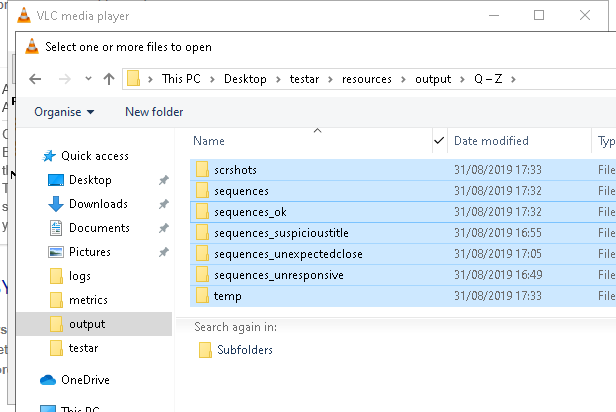 VLC media player
Select one or more files to open
This PC > Desktop > testar > resources > output > Q – Z >
Organise New folder
Name Date modified Typ
Quick access
Desktop
Downloads
Documents
Pictures
logs
metrics
output
testar
OneDrive
This PC
scrshots 31/08/2019 17:33 File
sequences 31/08/2019 17:32 File
sequences_ok 31/08/2019 17:32 File
sequences_suspicioustitle 31/08/2019 16:55 File
sequences_unexpectedclose 31/08/2019 17:05 File
sequences_unresponsive 31/08/2019 16:49 File
temp 31/08/2019 17:33 File
Search again in:
Subfolders